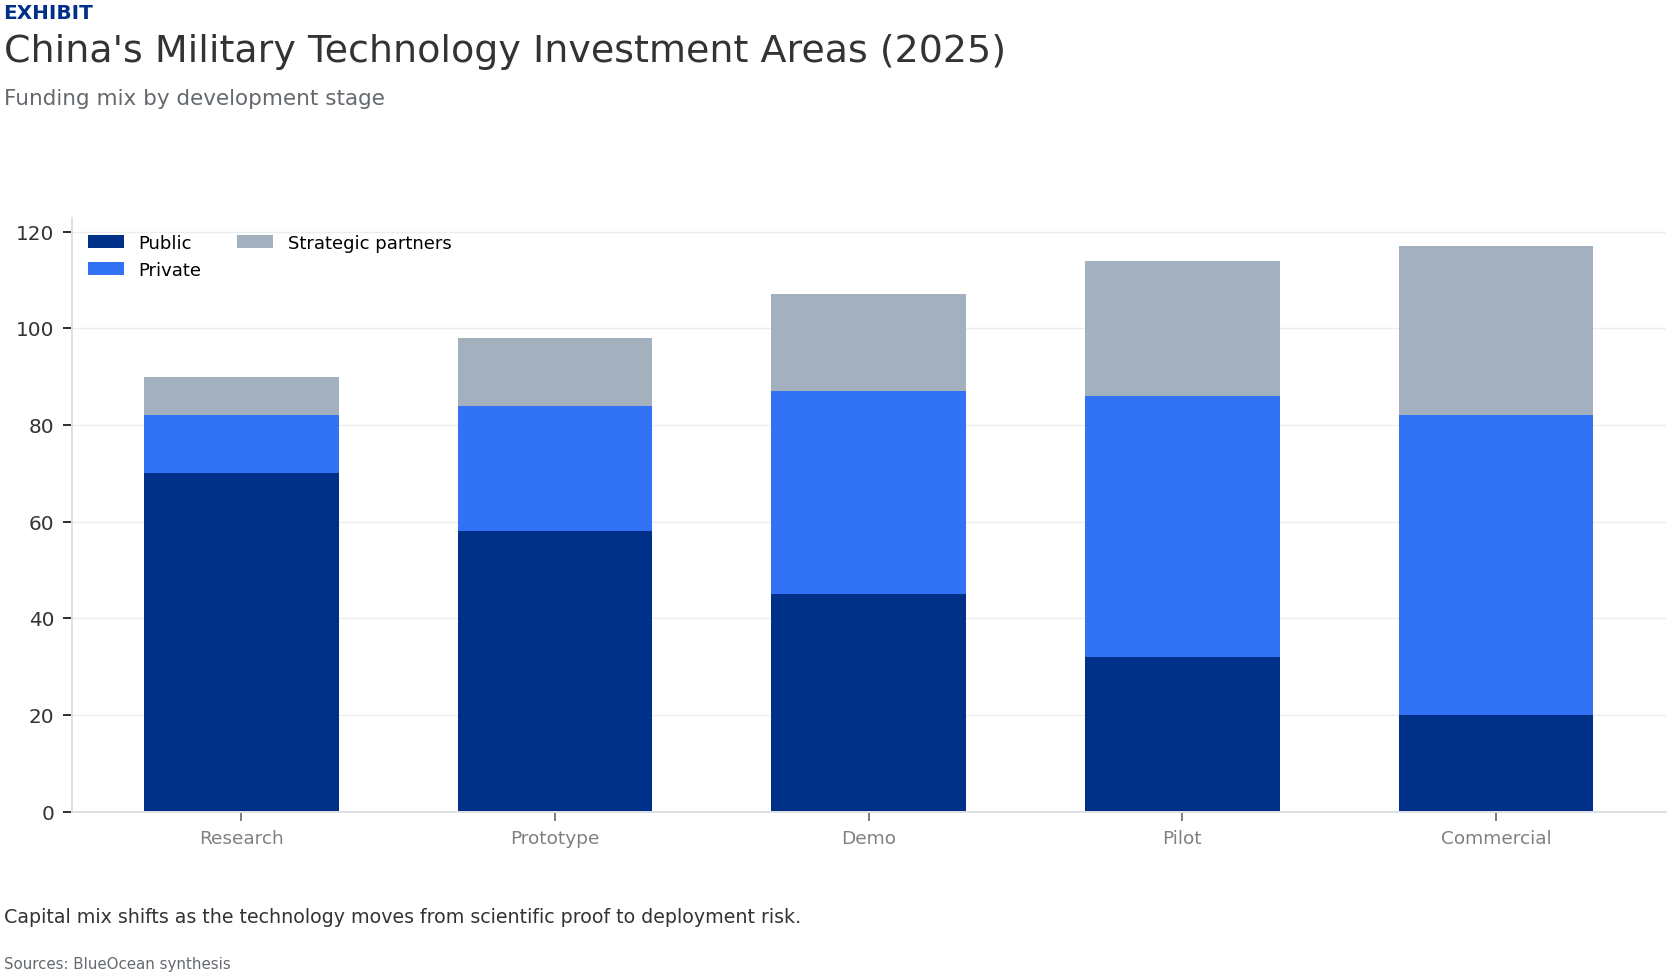 EXHIBIT
China's Military Technology Investment Areas (2025)
Funding mix by development stage
Public
Private
Strategic partners
120
100
80
60
40
20
0
Research
Prototype
Demo
Pilot
Commercial
Capital mix shifts as the technology moves from scientific proof to deployment risk.
Sources: BlueOcean synthesis